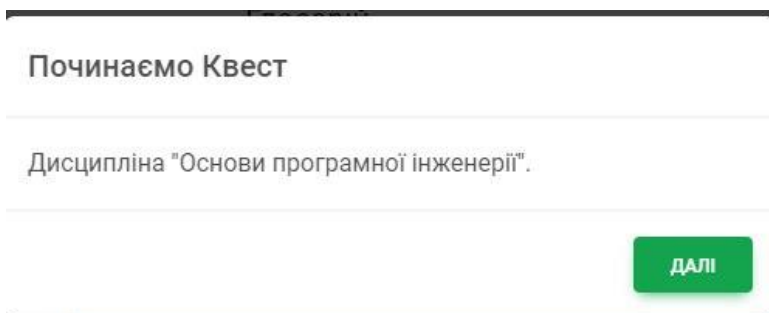 Починаємо Квест
Дисципліна "Основи програмної інженерії".
ДАЛІ